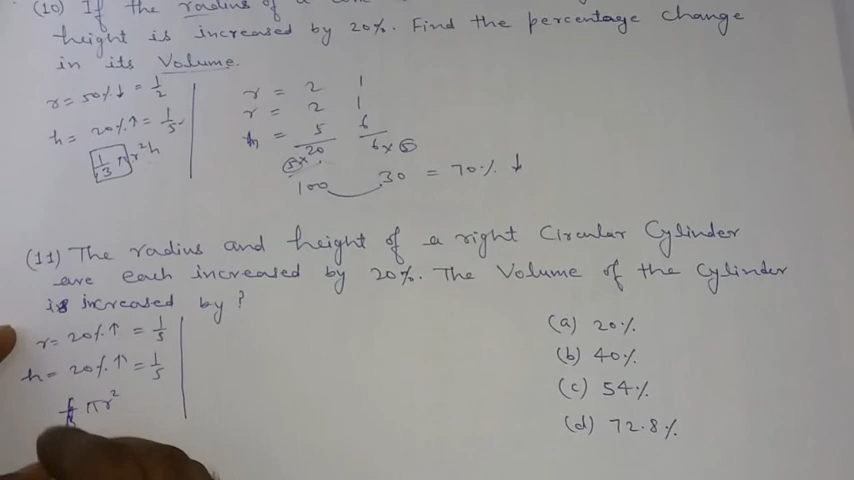 (10) If the radius of a
height is increased by 20%. Find the percentage change
in its Volume.
r = 50%↓ = 1/2
h = 20%↑ = 1/5
1/3 πr²h
r = 2 1
r = 2 1
h = 5 6
5× 20 6×5
100 30 = 70% ↓
(11) The radius and height of a right Circular Cylinder
are each increased by 20%. The Volume of the Cylinder
is increased by?
r = 20%↑ = 1/5
h = 20%↑ = 1/5
πr²
(a) 20%
(b) 40%
(c) 54%
(d) 72.8%